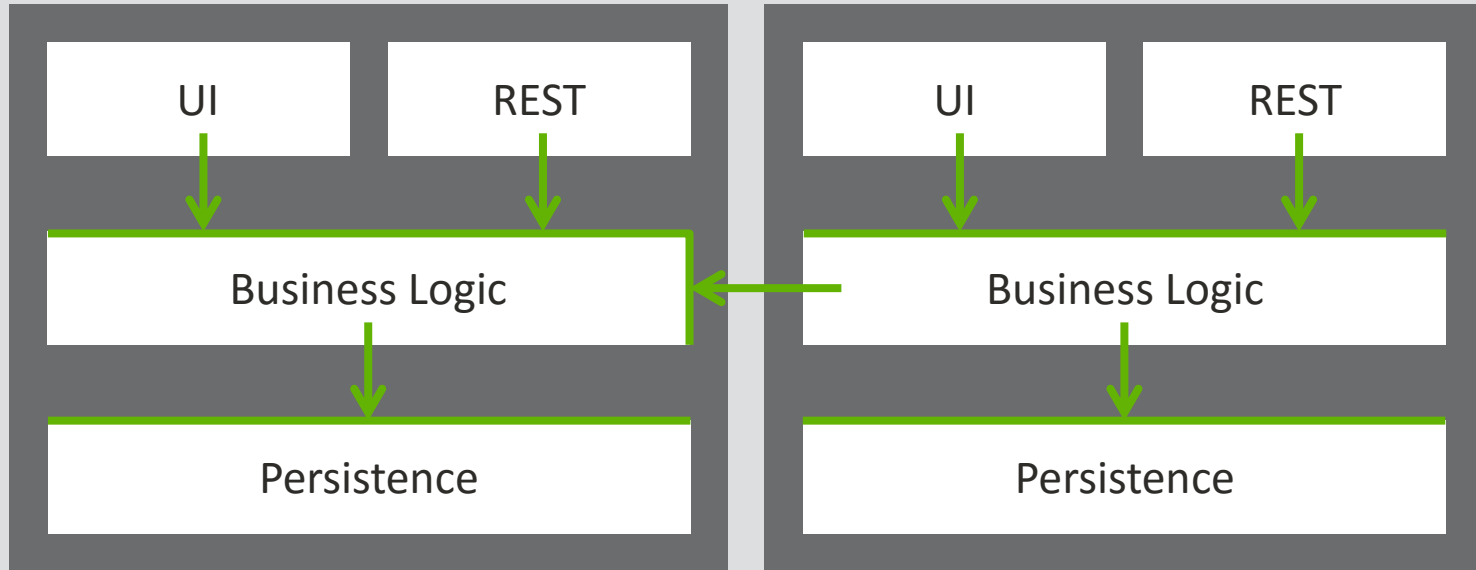 UI
REST
Business Logic
Persistence
UI
REST
Business Logic
Persistence